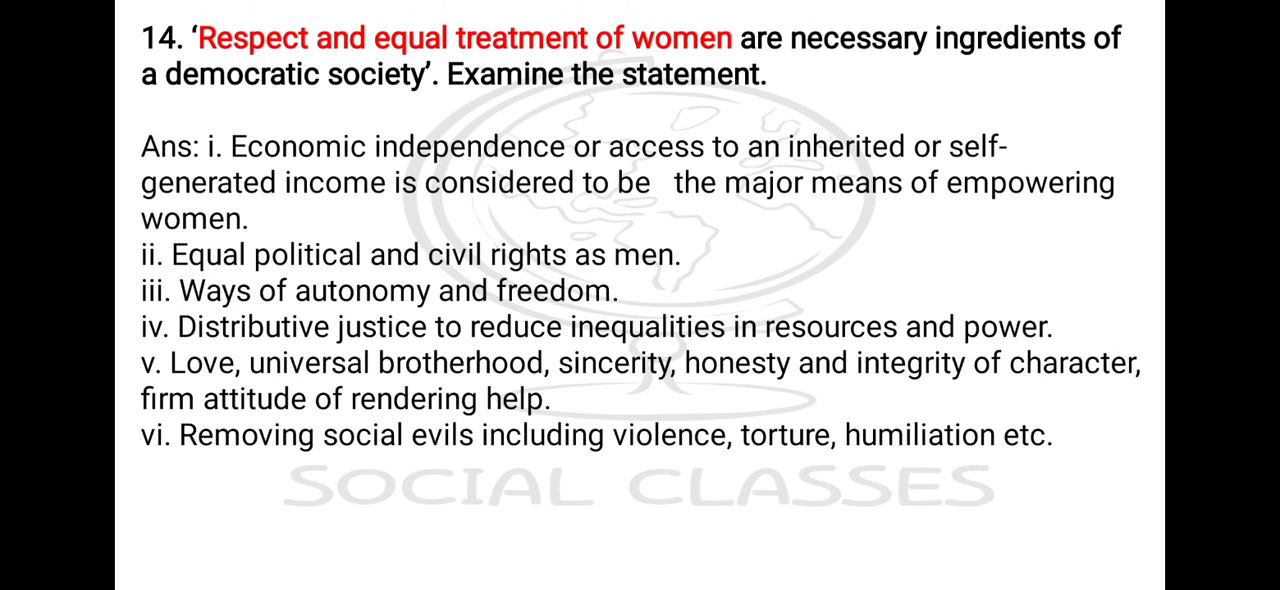 14. ‘Respect and equal treatment of women are necessary ingredients of
a democratic society’. Examine the statement.
Ans: i. Economic independence or access to an inherited or self-
generated income is considered to be the major means of empowering
women.
ii. Equal political and civil rights as men.
iii. Ways of autonomy and freedom.
iv. Distributive justice to reduce inequalities in resources and power.
v. Love, universal brotherhood, sincerity, honesty and integrity of character,
firm attitude of rendering help.
vi. Removing social evils including violence, torture, humiliation etc.
SOCIAL CLASSES